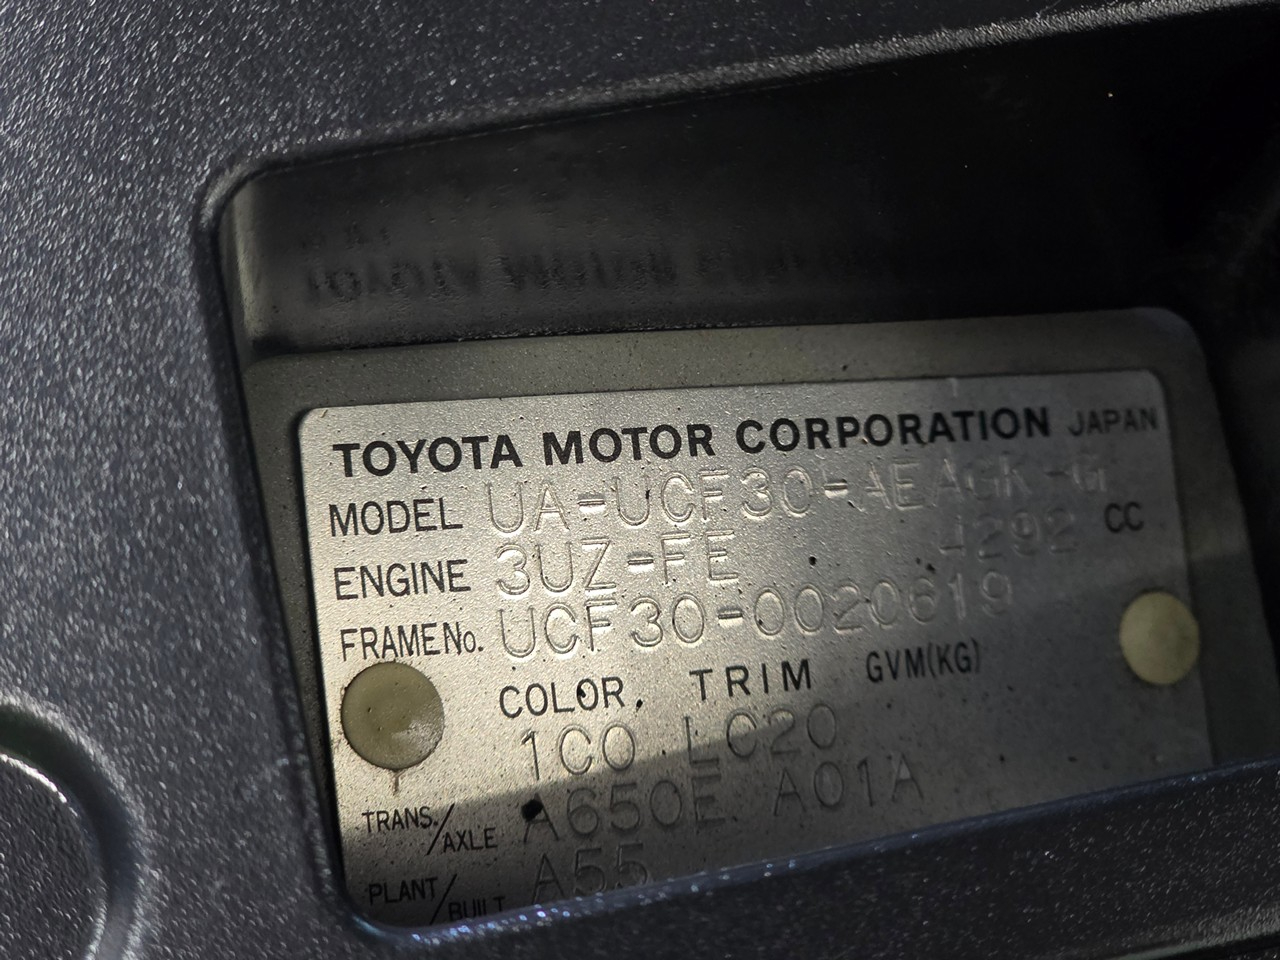 TOYOTA MOTOR CORPORATION JAPAN
MODEL UA-UCF30-AEAGK-G
ENGINE 3UZ-FE 4292 CC
FRAME No. UCF30-0020619
COLOR, TRIM GVM(KG)
1C0 LC20
TRANS./AXLE A650E A01A
PLANT/BUILT A55